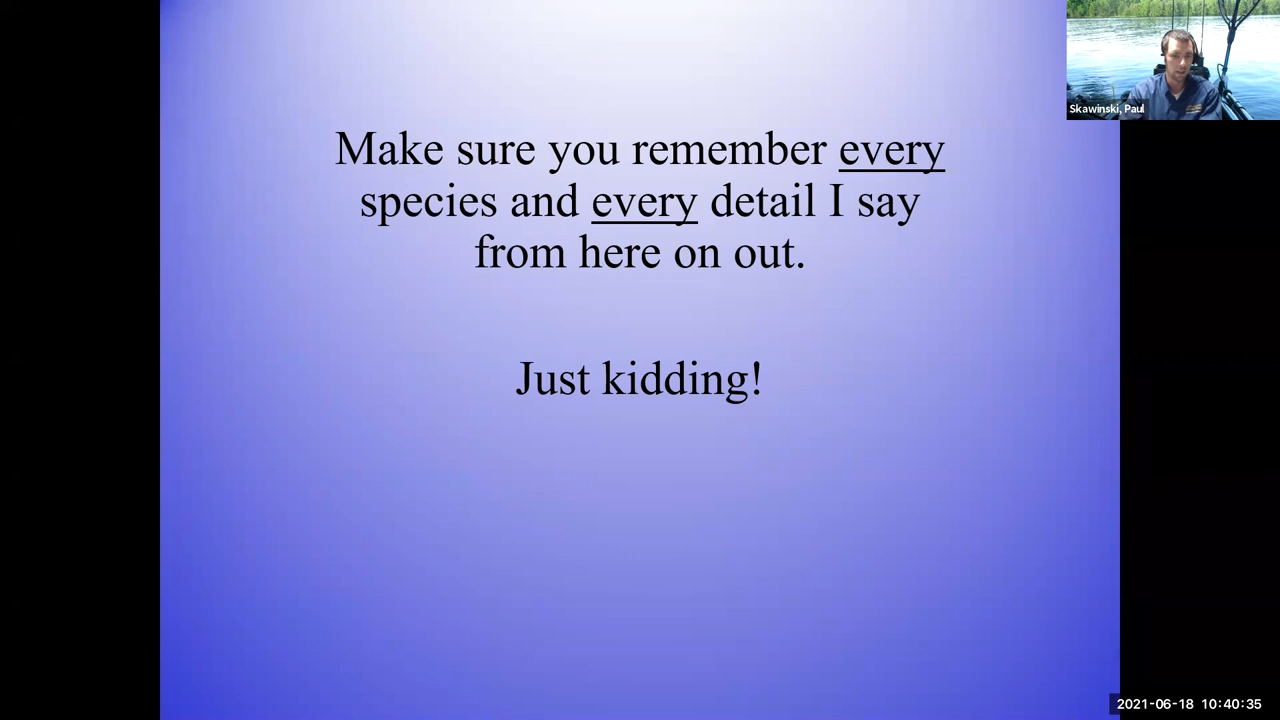 Skawinski, Paul
Make sure you remember every
species and every detail I say
from here on out.
Just kidding!
2021-06-18 10:40:35